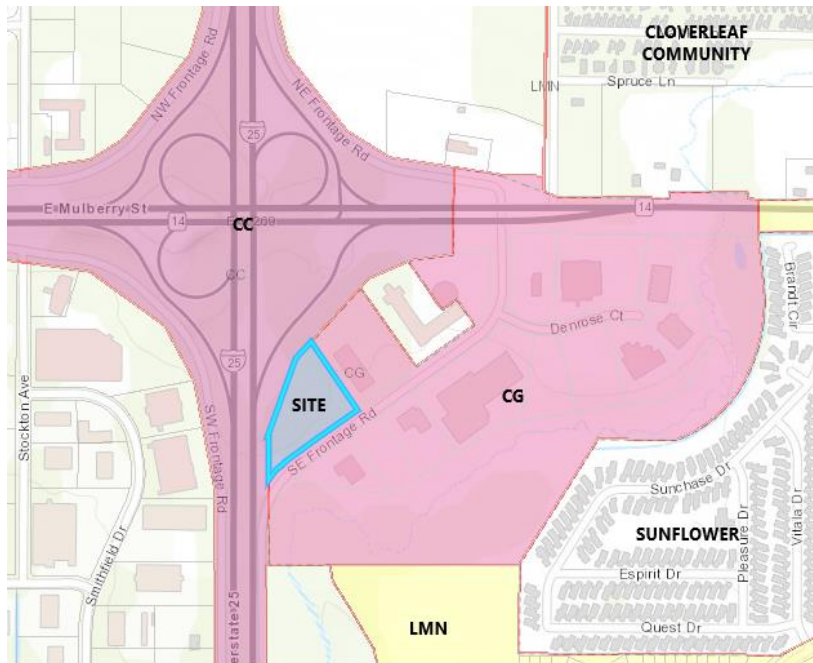 CLOVERLEAF
COMMUNITY
NW Frontage Rd
NE Frontage Rd
LMN
Spruce Ln
25
E Mulberry St
14
14
CC
269
CC
Brandt Cir
Denrose Ct
25
CG
SITE
CG
Stockton Ave
SW Frontage Rd
SE Frontage Rd
Sunchase Dr
SUNFLOWER
Pleasure Dr
Vitala Dr
Smithfield Dr
Espirit Dr
LMN
Quest Dr
erstate 25